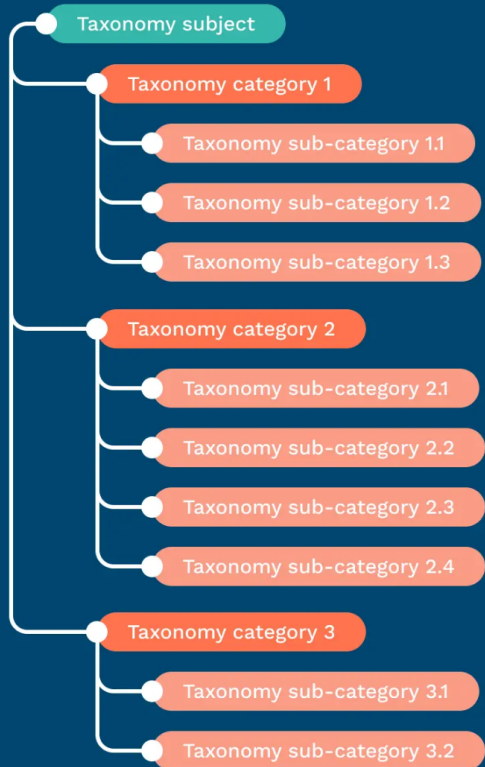 Taxonomy subject
Taxonomy category 1
Taxonomy sub-category 1.1
Taxonomy sub-category 1.2
Taxonomy sub-category 1.3
Taxonomy category 2
Taxonomy sub-category 2.1
Taxonomy sub-category 2.2
Taxonomy sub-category 2.3
Taxonomy sub-category 2.4
Taxonomy category 3
Taxonomy sub-category 3.1
Taxonomy sub-category 3.2